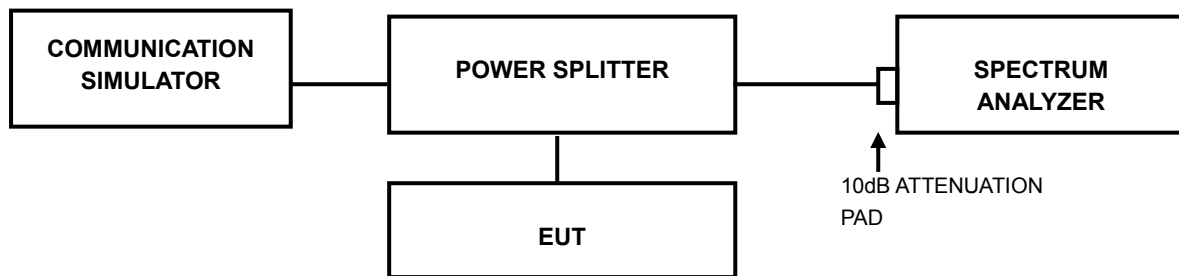 COMMUNICATION
SIMULATOR
POWER SPLITTER
SPECTRUM
ANALYZER
10dB ATTENUATION
PAD
EUT